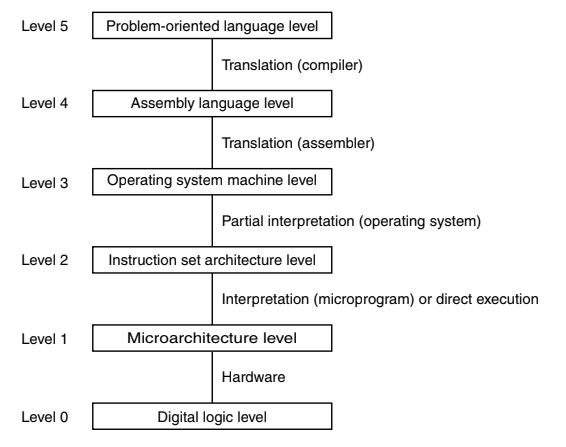 Level 5 Problem-oriented language level
Translation (compiler)
Level 4 Assembly language level
Translation (assembler)
Level 3 Operating system machine level
Partial interpretation (operating system)
Level 2 Instruction set architecture level
Interpretation (microprogram) or direct execution
Level 1 Microarchitecture level
Hardware
Level 0 Digital logic level